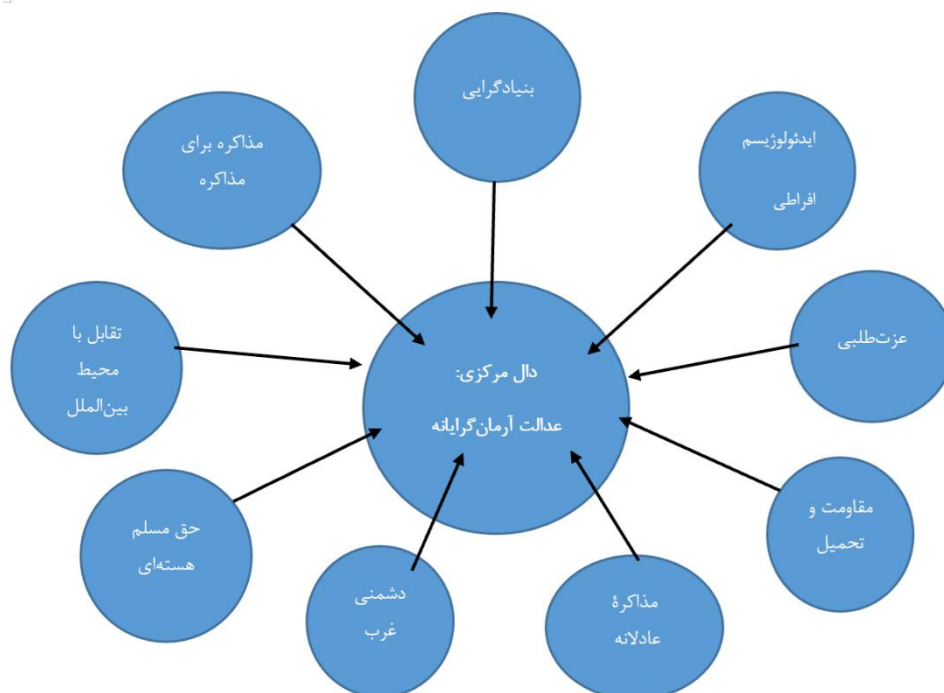 بنیادگرایی
ایدئولوژیسم
افراطی
عزت‌طلبی
مقاومت و
تحمیل
مذاکرهٔ
عادلانه
دشمنی
غرب
حق مسلم
هسته‌ای
تقابل با
محیط
بین‌الملل
مذاکره برای
مذاکره
دال مرکزی:
عدالت آرمان‌گرایانه